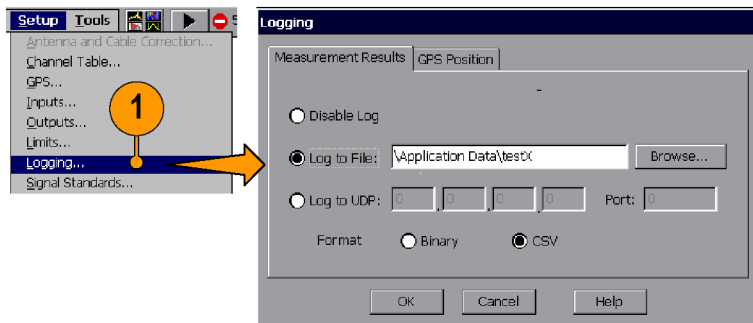 Setup Tools
Antenna and Cable Correction...
Channel Table...
GPS...
Inputs...
Outputs...
Limits...
Logging...
Signal Standards...
1
Logging
Measurement Results GPS Position
Disable Log
Log to File: \Application Data\testX Browse...
Log to UDP: 0 . 0 . 0 . 0 Port: 0
Format Binary CSV
OK Cancel Help